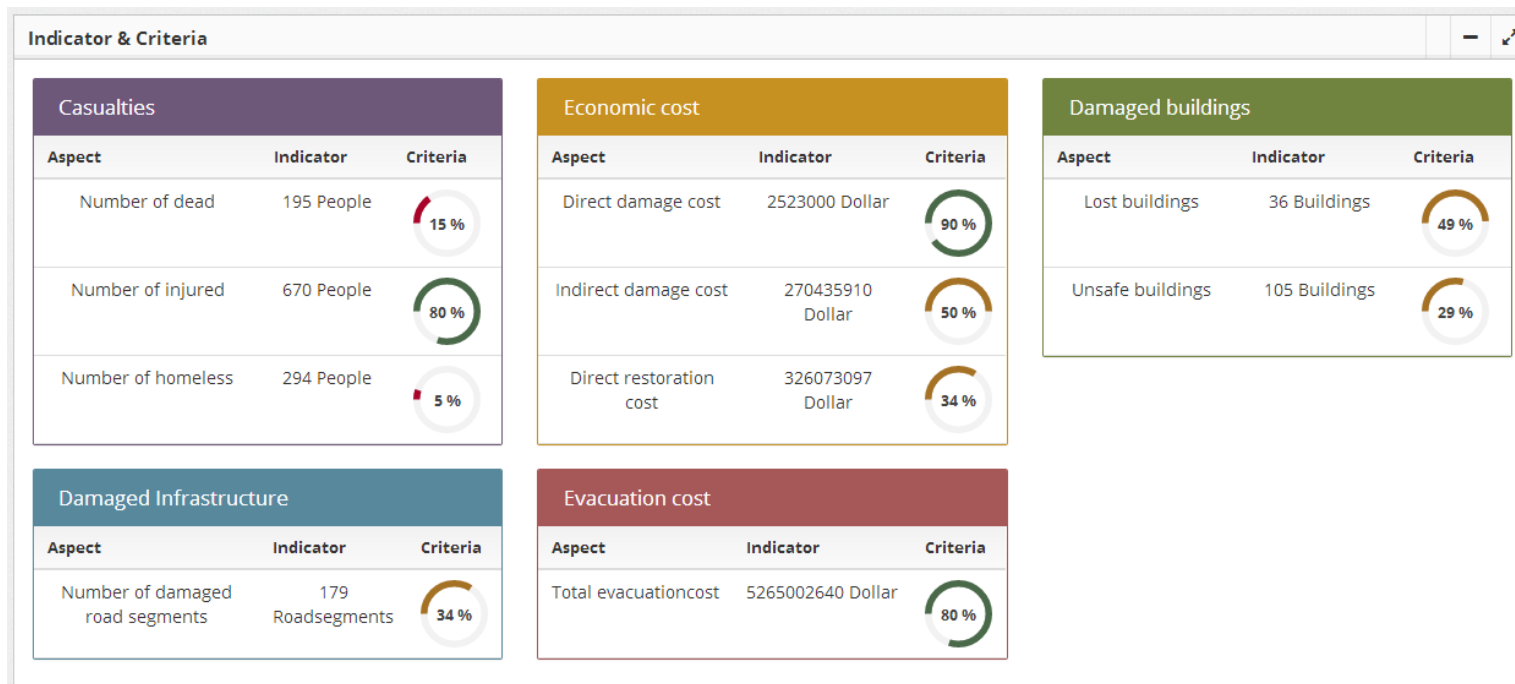 Indicator & Criteria
Casualties
Aspect Indicator Criteria
Number of dead 195 People 15 %
Number of injured 670 People 80 %
Number of homeless 294 People 5 %
Economic cost
Aspect Indicator Criteria
Direct damage cost 2523000 Dollar 90 %
Indirect damage cost 270435910
Dollar 50 %
Direct restoration 326073097
cost Dollar 34 %
Damaged buildings
Aspect Indicator Criteria
Lost buildings 36 Buildings 49 %
Unsafe buildings 105 Buildings 29 %
Damaged Infrastructure
Aspect Indicator Criteria
Number of damaged 179
road segments Roadsegments 34 %
Evacuation cost
Aspect Indicator Criteria
Total evacuationcost 5265002640 Dollar 80 %